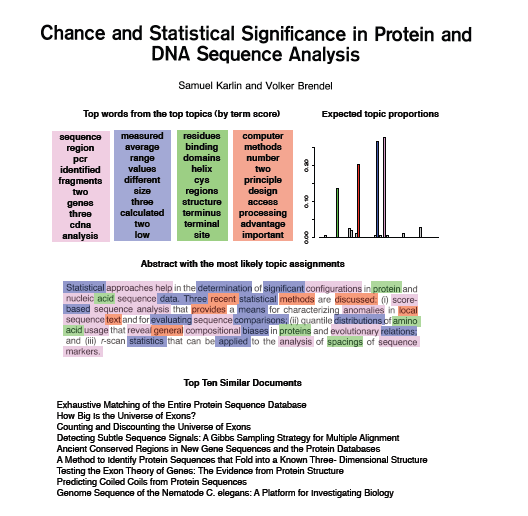 Chance and Statistical Significance in Protein and
DNA Sequence Analysis
Samuel Karlin and Volker Brendel
Top words from the top topics (by term score)
Expected topic proportions
sequence
region
pcr
identified
fragments
two
genes
three
cdna
analysis
measured
average
range
values
different
size
three
calculated
two
low
residues
binding
domains
helix
cys
regions
structure
terminus
terminal
site
computer
methods
number
two
principle
design
access
processing
advantage
important
0.20
0.10
0.00
Abstract with the most likely topic assignments
Statistical approaches help in the determination of significant configurations in protein and
nucleic acid sequence data. Three recent statistical methods are discussed: (i) score-
based sequence analysis that provides a means for characterizing anomalies in local
sequence text and for evaluating sequence comparisons; (ii) quantile distributions of amino
acid usage that reveal general compositional biases in proteins and evolutionary relations;
and (iii) r-scan statistics that can be applied to the analysis of spacings of sequence
markers.
Top Ten Similar Documents
Exhaustive Matching of the Entire Protein Sequence Database
How Big is the Universe of Exons?
Counting and Discounting the Universe of Exons
Detecting Subtle Sequence Signals: A Gibbs Sampling Strategy for Multiple Alignment
Ancient Conserved Regions in New Gene Sequences and the Protein Databases
A Method to Identify Protein Sequences that Fold into a Known Three- Dimensional Structure
Testing the Exon Theory of Genes: The Evidence from Protein Structure
Predicting Coiled Coils from Protein Sequences
Genome Sequence of the Nematode C. elegans: A Platform for Investigating Biology